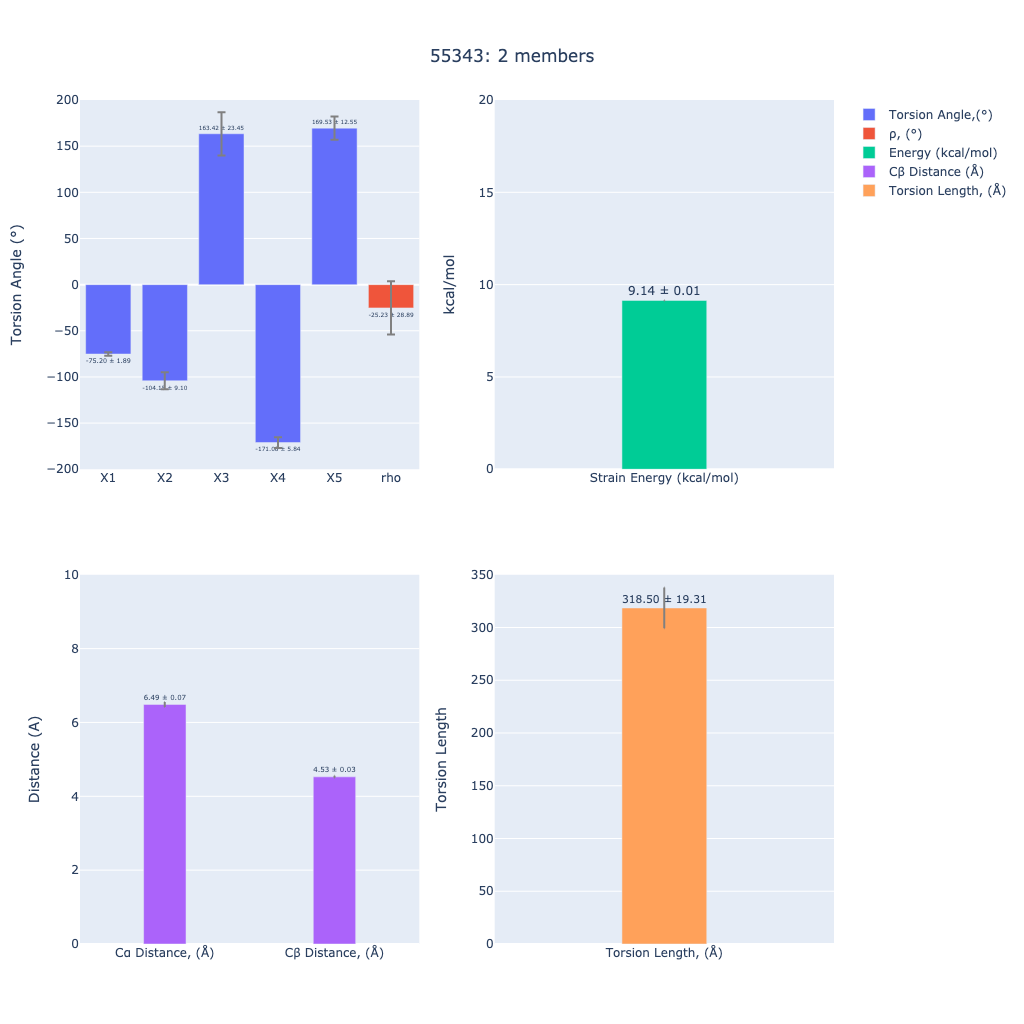 55343: 2 members
200
150
100
50
0
−50
−100
−150
−200
Torsion Angle (°)
163.42 ± 23.45
169.53 ± 12.55
-25.23 ± 28.89
-75.20 ± 1.89
X1
X2
X3
X4
X5
rho
20
15
10
5
0
kcal/mol
9.14 ± 0.01
Strain Energy (kcal/mol)
Torsion Angle,(°)
ρ, (°)
Energy (kcal/mol)
Cβ Distance (Å)
Torsion Length, (Å)
10
8
6
4
2
0
Distance (A)
6.49 ± 0.07
4.53 ± 0.03
Cα Distance, (Å)
Cβ Distance, (Å)
350
300
250
200
150
100
50
0
Torsion Length
318.50 ± 19.31
Torsion Length, (Å)